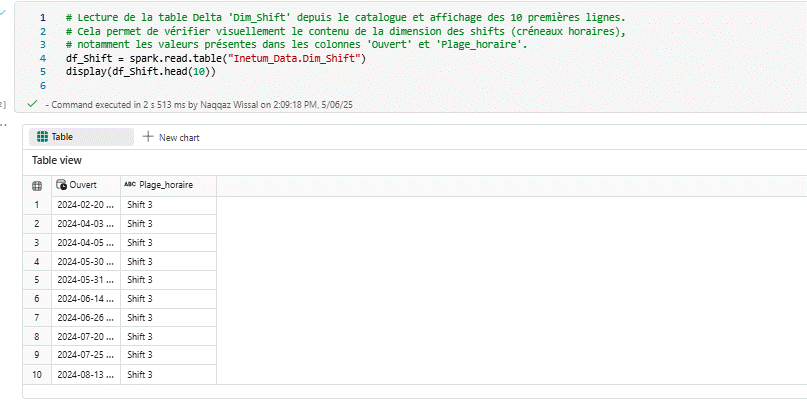 1 # Lecture de la table Delta 'Dim_Shift' depuis le catalogue et affichage des 10 premières lignes.
2 # Cela permet de vérifier visuellement le contenu de la dimension des shifts (créneaux horaires),
3 # notamment les valeurs présentes dans les colonnes 'Ouvert' et 'Plage_horaire'.
4 df_Shift = spark.read.table("Inetum_Data.Dim_Shift")
5 display(df_Shift.head(10))
6
- Command executed in 2 s 513 ms by Naqqaz Wissal on 2:09:18 PM, 5/06/25
Table New chart
Table view
Ouvert ABC Plage_horaire
1 2024-02-20 ... Shift 3
2 2024-04-03 ... Shift 3
3 2024-04-05 ... Shift 3
4 2024-05-30 ... Shift 3
5 2024-05-31 ... Shift 3
6 2024-06-14 ... Shift 3
7 2024-06-26 ... Shift 3
8 2024-07-20 ... Shift 3
9 2024-07-25 ... Shift 3
10 2024-08-13 ... Shift 3